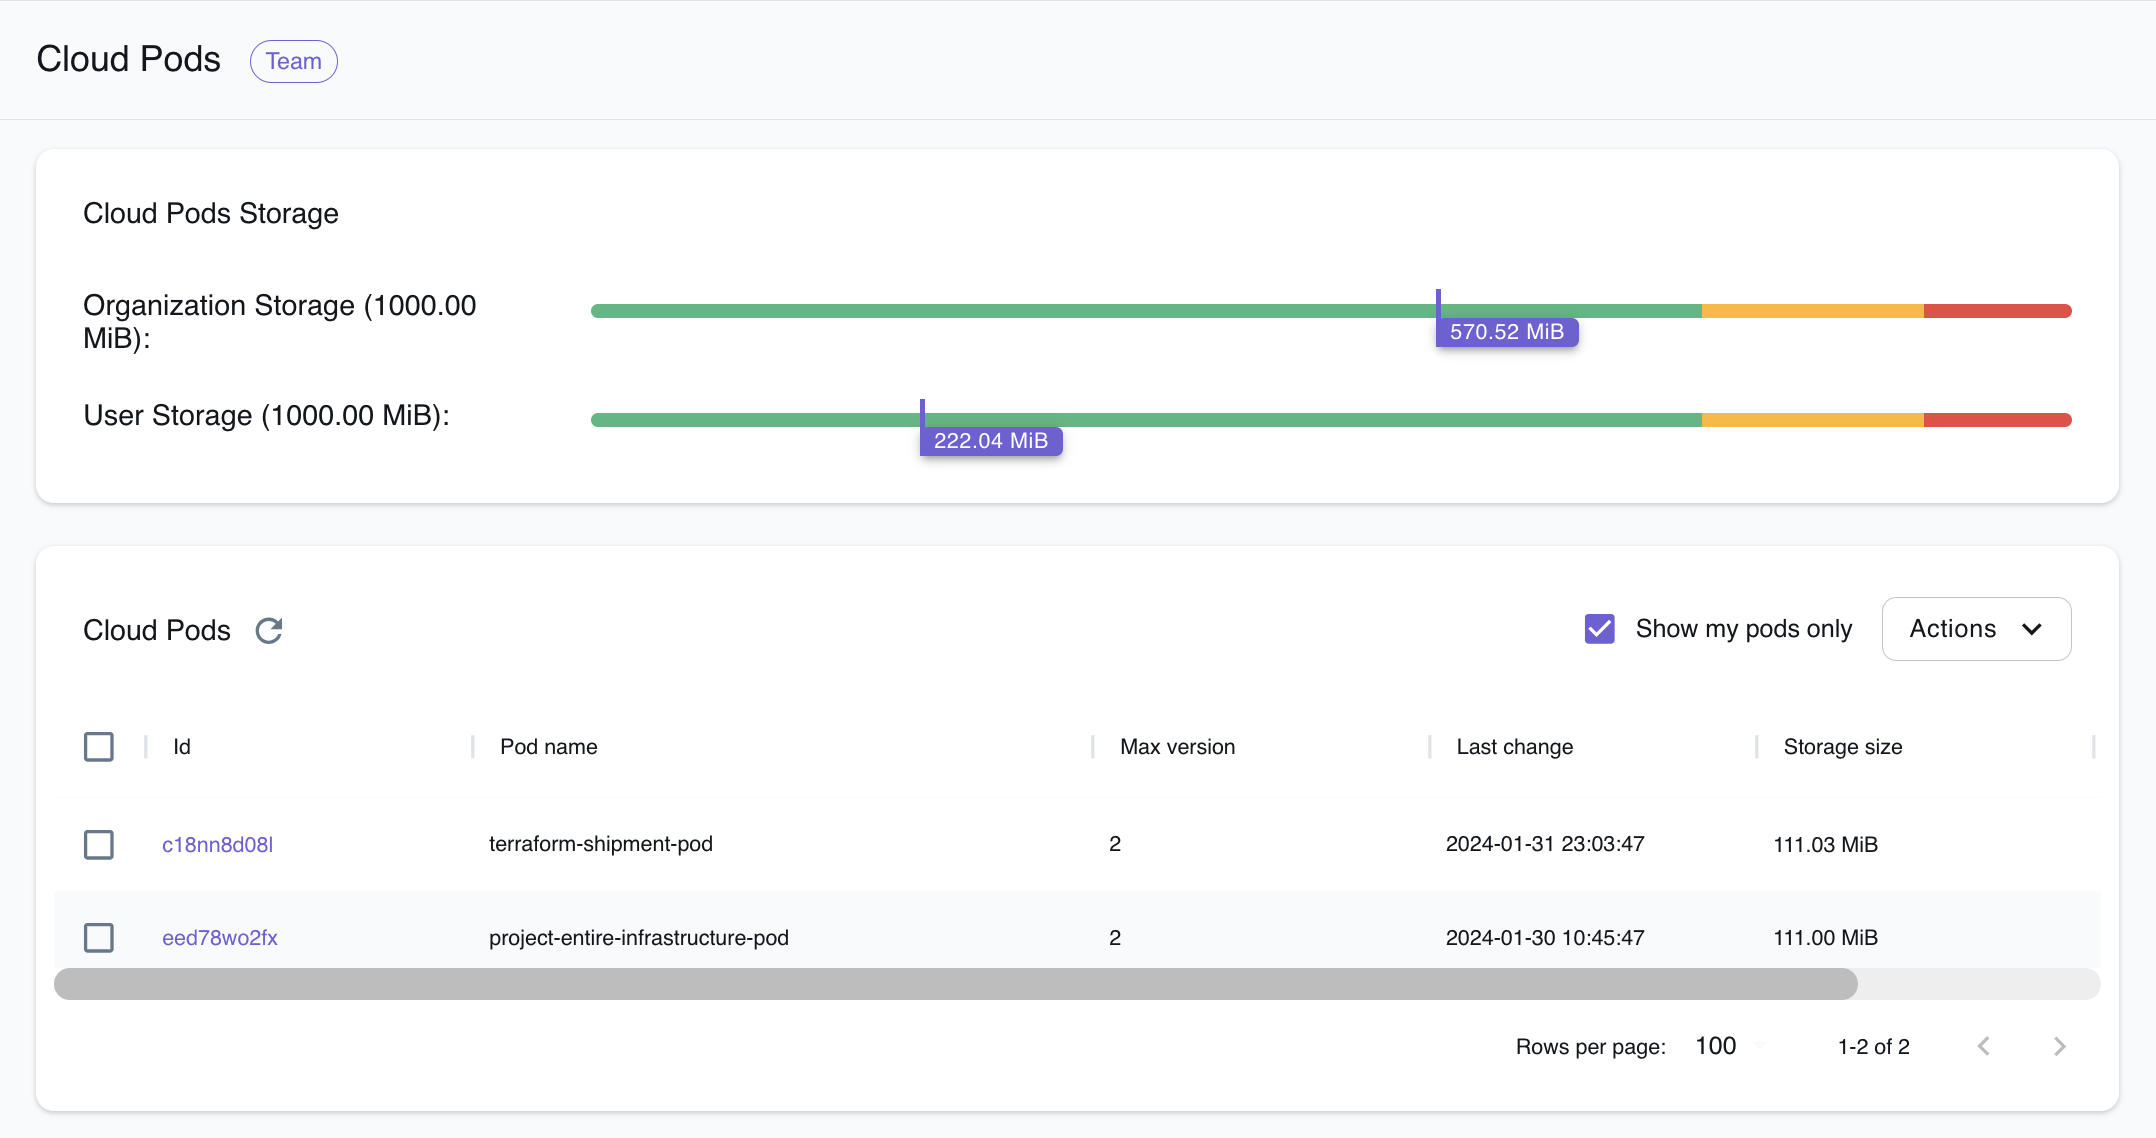 Cloud Pods Team
Cloud Pods Storage
Organization Storage (1000.00
MiB):
570.52 MiB
User Storage (1000.00 MiB):
222.04 MiB
Cloud Pods
Show my pods only
Actions
Id Pod name Max version Last change Storage size
c18nn8d08l terraform-shipment-pod 2 2024-01-31 23:03:47 111.03 MiB
eed78wo2fx project-entire-infrastructure-pod 2 2024-01-30 10:45:47 111.00 MiB
Rows per page: 100 1-2 of 2